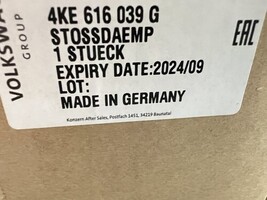 4KE 616 039 G
STOSSDAEMP
1 STUECK
EXPIRY DATE:2024/09
LOT:
MADE IN GERMANY
Konzern After Sales, Postfach 1451, 34219 Baunatal
GROUP
EAC